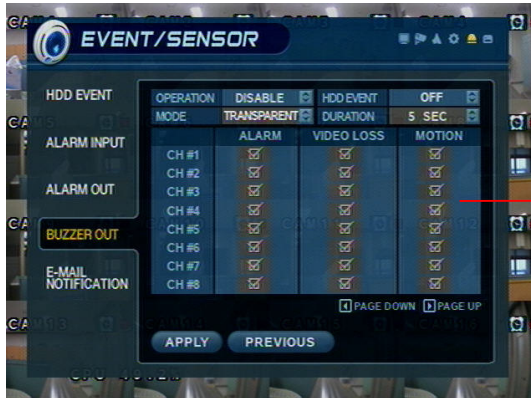 EVENT/SENSOR
HDD EVENT
ALARM INPUT
ALARM OUT
BUZZER OUT
E-MAIL
NOTIFICATION
OPERATION DISABLE HDD EVENT OFF
MODE TRANSPARENT DURATION 5 SEC
ALARM VIDEO LOSS MOTION
CH #1
CH #2
CH #3
CH #4
CH #5
CH #6
CH #7
CH #8
PAGE DOWN PAGE UP
APPLY PREVIOUS